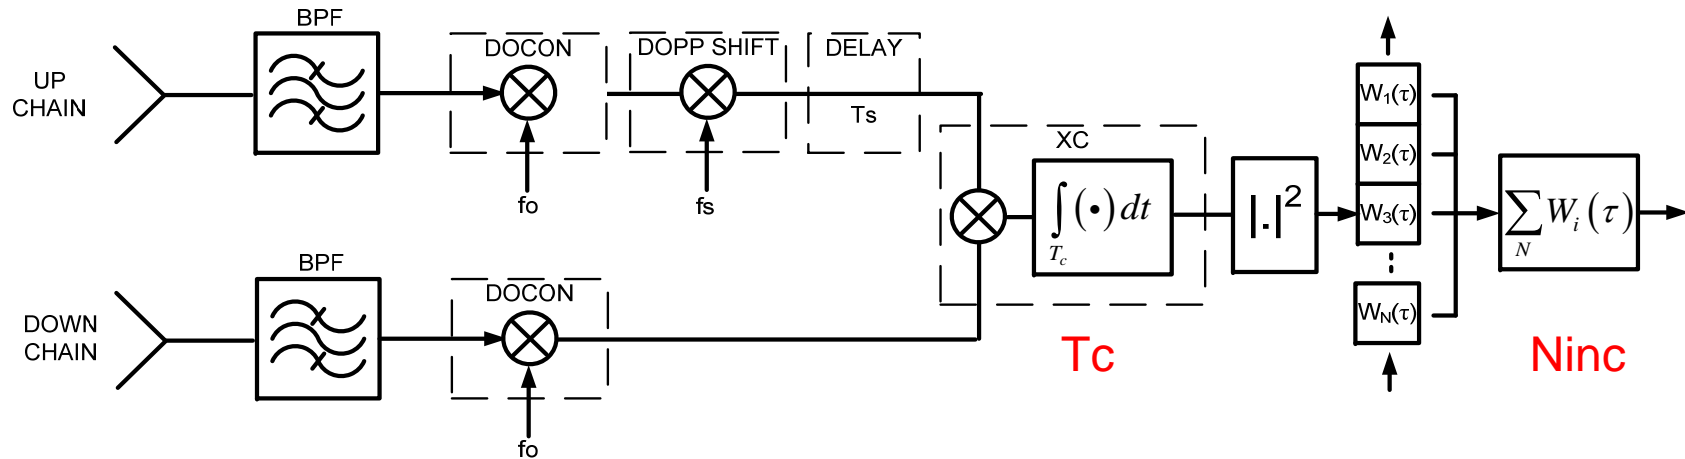 BPF
DOCON
DOPP SHIFT
DELAY
UP
CHAIN
Ts
fo
fs
XC
∫(•)dt
Tc
|.|²
W1(τ)
W2(τ)
W3(τ)
WN(τ)
∑Wi(τ)
N
BPF
DOCON
DOWN
CHAIN
fo
Tc
Ninc